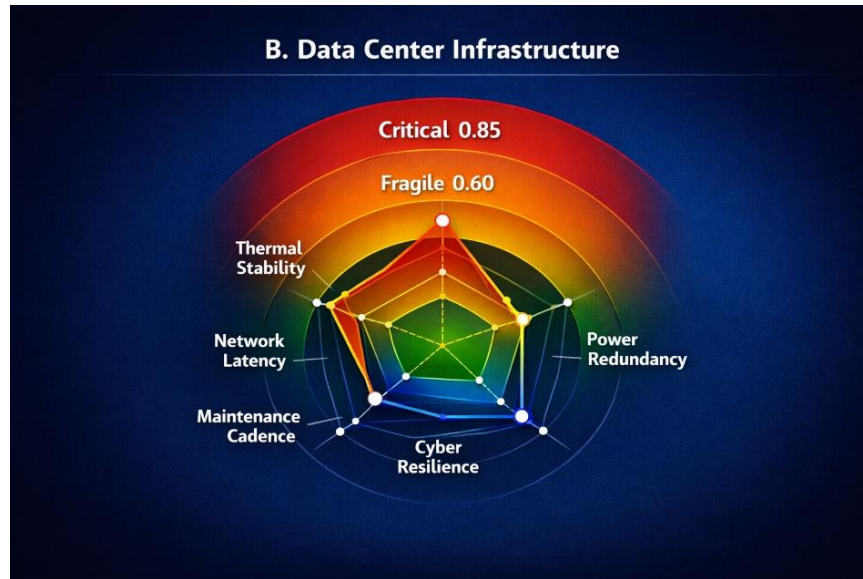 B. Data Center Infrastructure
Critical 0.85
Fragile 0.60
Thermal
Stability
Network
Latency
Power
Redundancy
Maintenance
Cadence
Cyber
Resilience